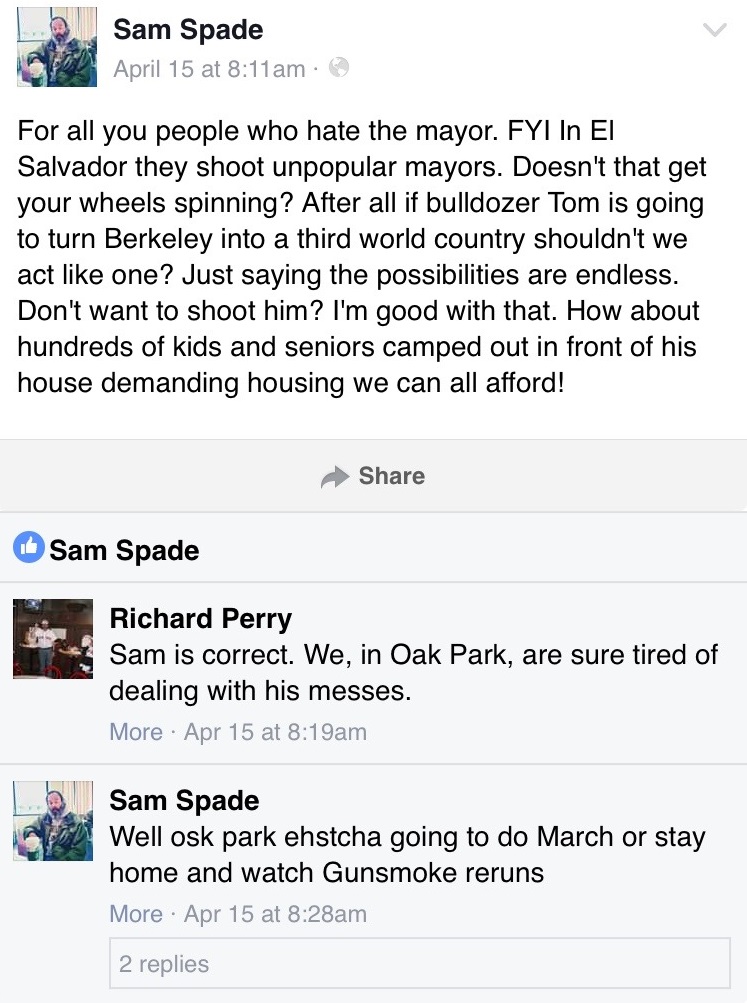 Sam Spade
April 15 at 8:11am ·
For all you people who hate the mayor. FYI In El
Salvador they shoot unpopular mayors. Doesn't that get
your wheels spinning? After all if bulldozer Tom is going
to turn Berkeley into a third world country shouldn't we
act like one? Just saying the possibilities are endless.
Don't want to shoot him? I'm good with that. How about
hundreds of kids and seniors camped out in front of his
house demanding housing we can all afford!
Share
Sam Spade
Richard Perry
Sam is correct. We, in Oak Park, are sure tired of
dealing with his messes.
More · Apr 15 at 8:19am
Sam Spade
Well osk park ehstcha going to do March or stay
home and watch Gunsmoke reruns
More · Apr 15 at 8:28am
2 replies